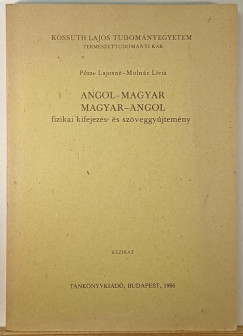 KOSSUTH LAJOS TUDOMÁNYEGYETEM
TERMÉSZETTUDOMÁNYI KAR
Lajosné–Molnár Lívia
ANGOL–MAGYAR
MAGYAR–ANGOL
fizikai kifejezés- és szöveggyűjtemény
KÉZIRAT
TANKÖNYVKIADÓ, BUDAPEST, 1986